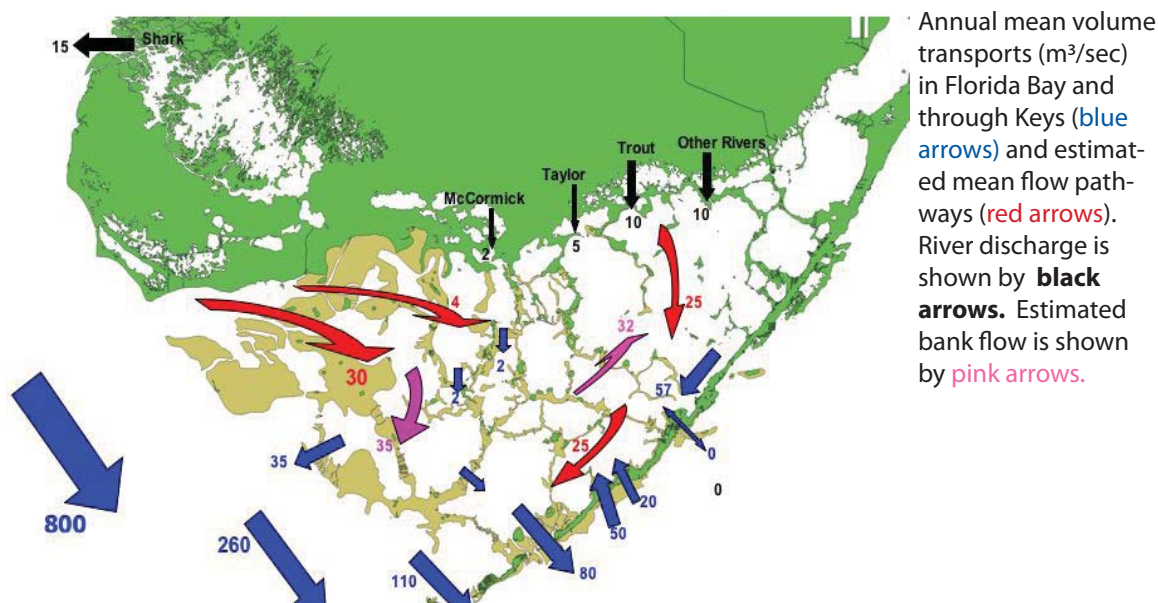 Annual mean volume
transports (m³/sec)
in Florida Bay and
through Keys (blue
arrows) and estimat-
ed mean flow path-
ways (red arrows).
River discharge is
shown by black
arrows. Estimated
bank flow is shown
by pink arrows.
15
Shark
McCormick
Taylor
Trout
Other Rivers
2
5
10
10
4
25
32
30
2
2
57
35
35
25
0
0
20
50
800
260
110
80